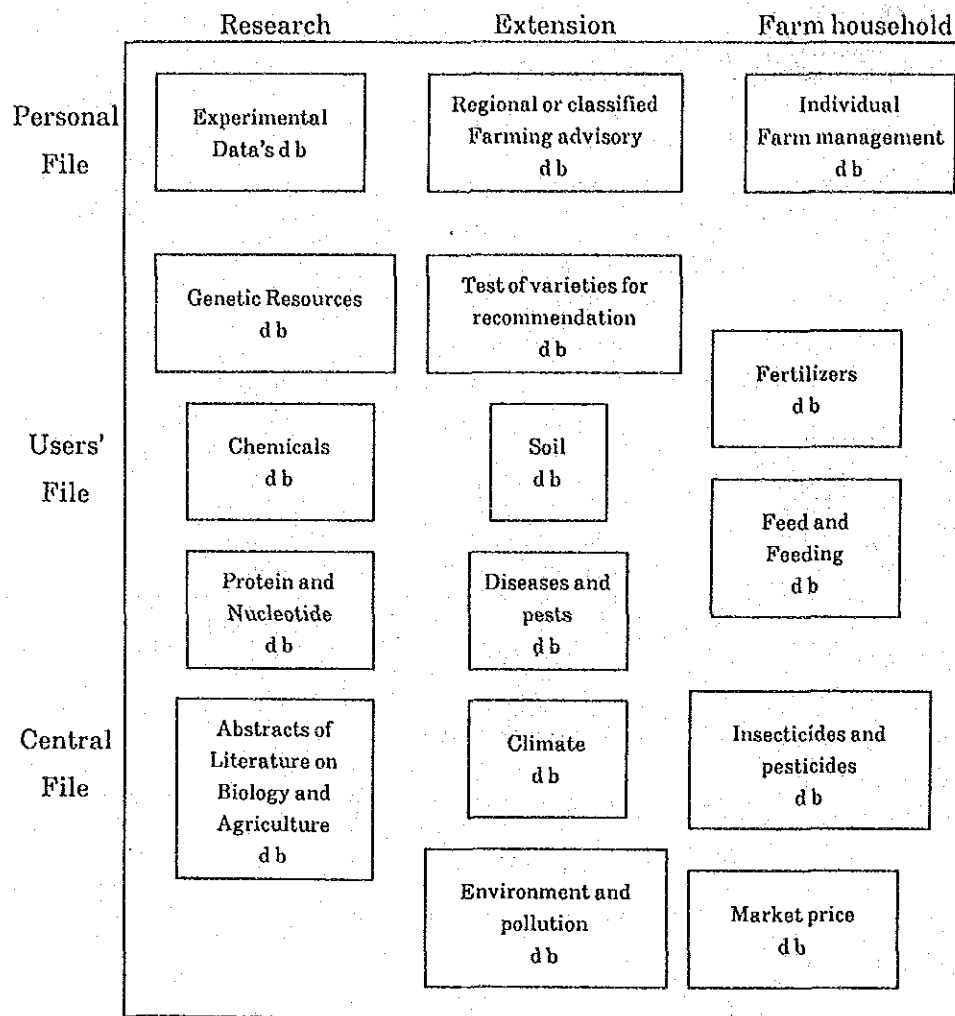 Research Extension Farm household
Personal
File
Experimental
Data's d b
Regional or classified
Farming advisory
d b
Individual
Farm management
d b
Genetic Resources
d b
Test of varieties for
recommendation
d b
Fertilizers
d b
Users'
File
Chemicals
d b
Soil
d b
Feed and
Feeding
d b
Protein and
Nucleotide
d b
Diseases and
pests
d b
Central
File
Abstracts of
Literature on
Biology and
Agriculture
d b
Climate
d b
Insecticides and
pesticides
d b
Environment and
pollution
d b
Market price
d b